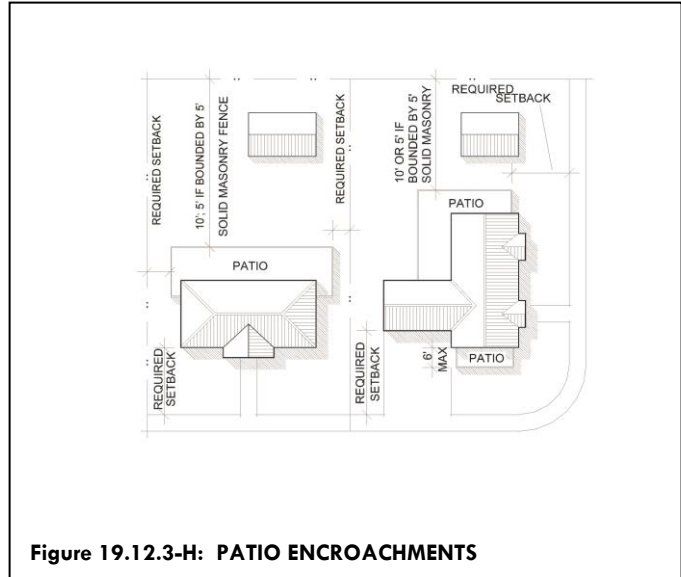 REQUIRED SETBACK
10'; 5' IF BOUNDED BY 5'
SOLID MASONRY FENCE
REQUIRED SETBACK
10' OR 5' IF
BOUNDED BY 5'
SOLID MASONRY
REQUIRED
SETBACK
PATIO
PATIO
REQUIRED
SETBACK
REQUIRED
SETBACK
6'
MAX
PATIO
Figure 19.12.3-H: PATIO ENCROACHMENTS